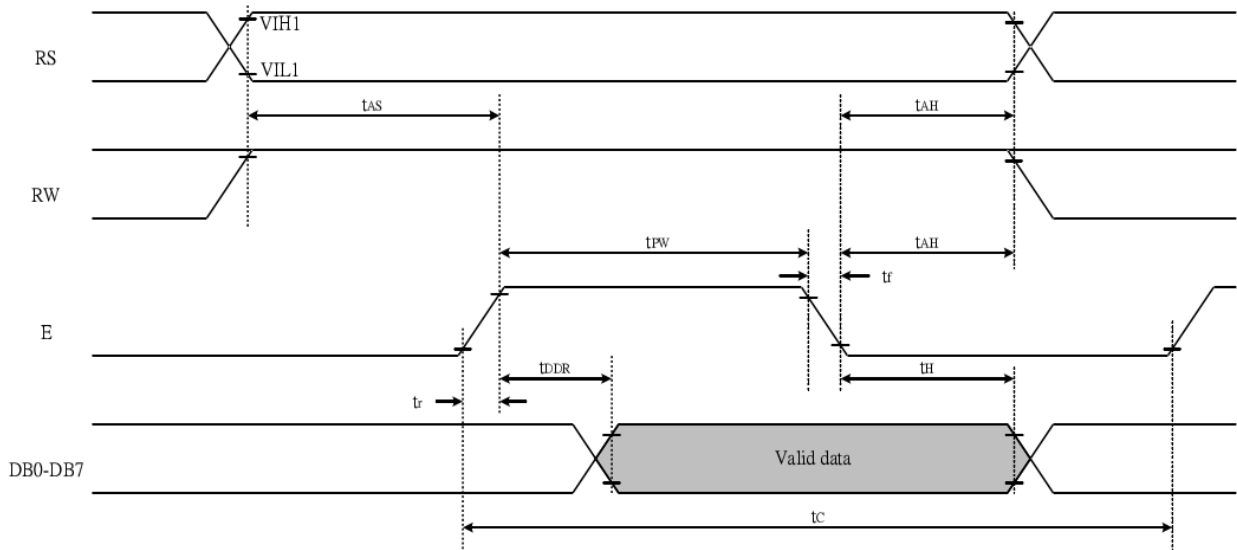 VIH1
RS
VIL1
tAS
tAH
RW
tPW
tAH
tf
E
tDDR
tH
tr
Valid data
DB0-DB7
tC